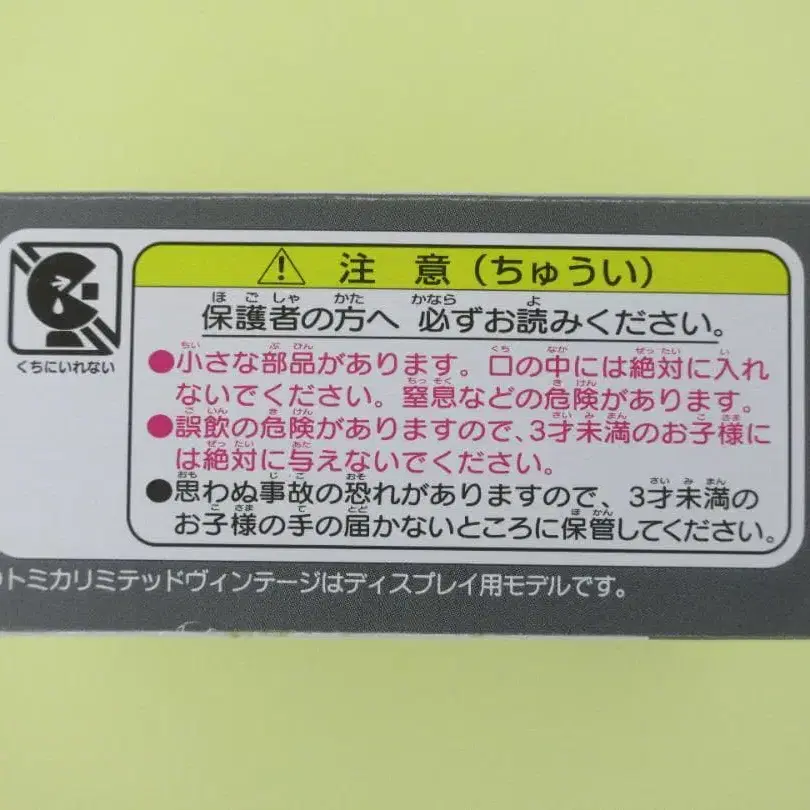 くちにいれない
注意(ちゅうい)
保護者の方へ 必ずお読みください。
●小さな部品があります。口の中には絶対に入れ
ないでください。窒息などの危険があります。
●誤飲の危険がありますので、3才未満のお子様に
は絶対に与えないでください。
●思わぬ事故の恐れがありますので、3才未満の
お子様の手の届かないところに保管してください。
トミカリミテッドヴィンテージはディスプレイ用モデルです。